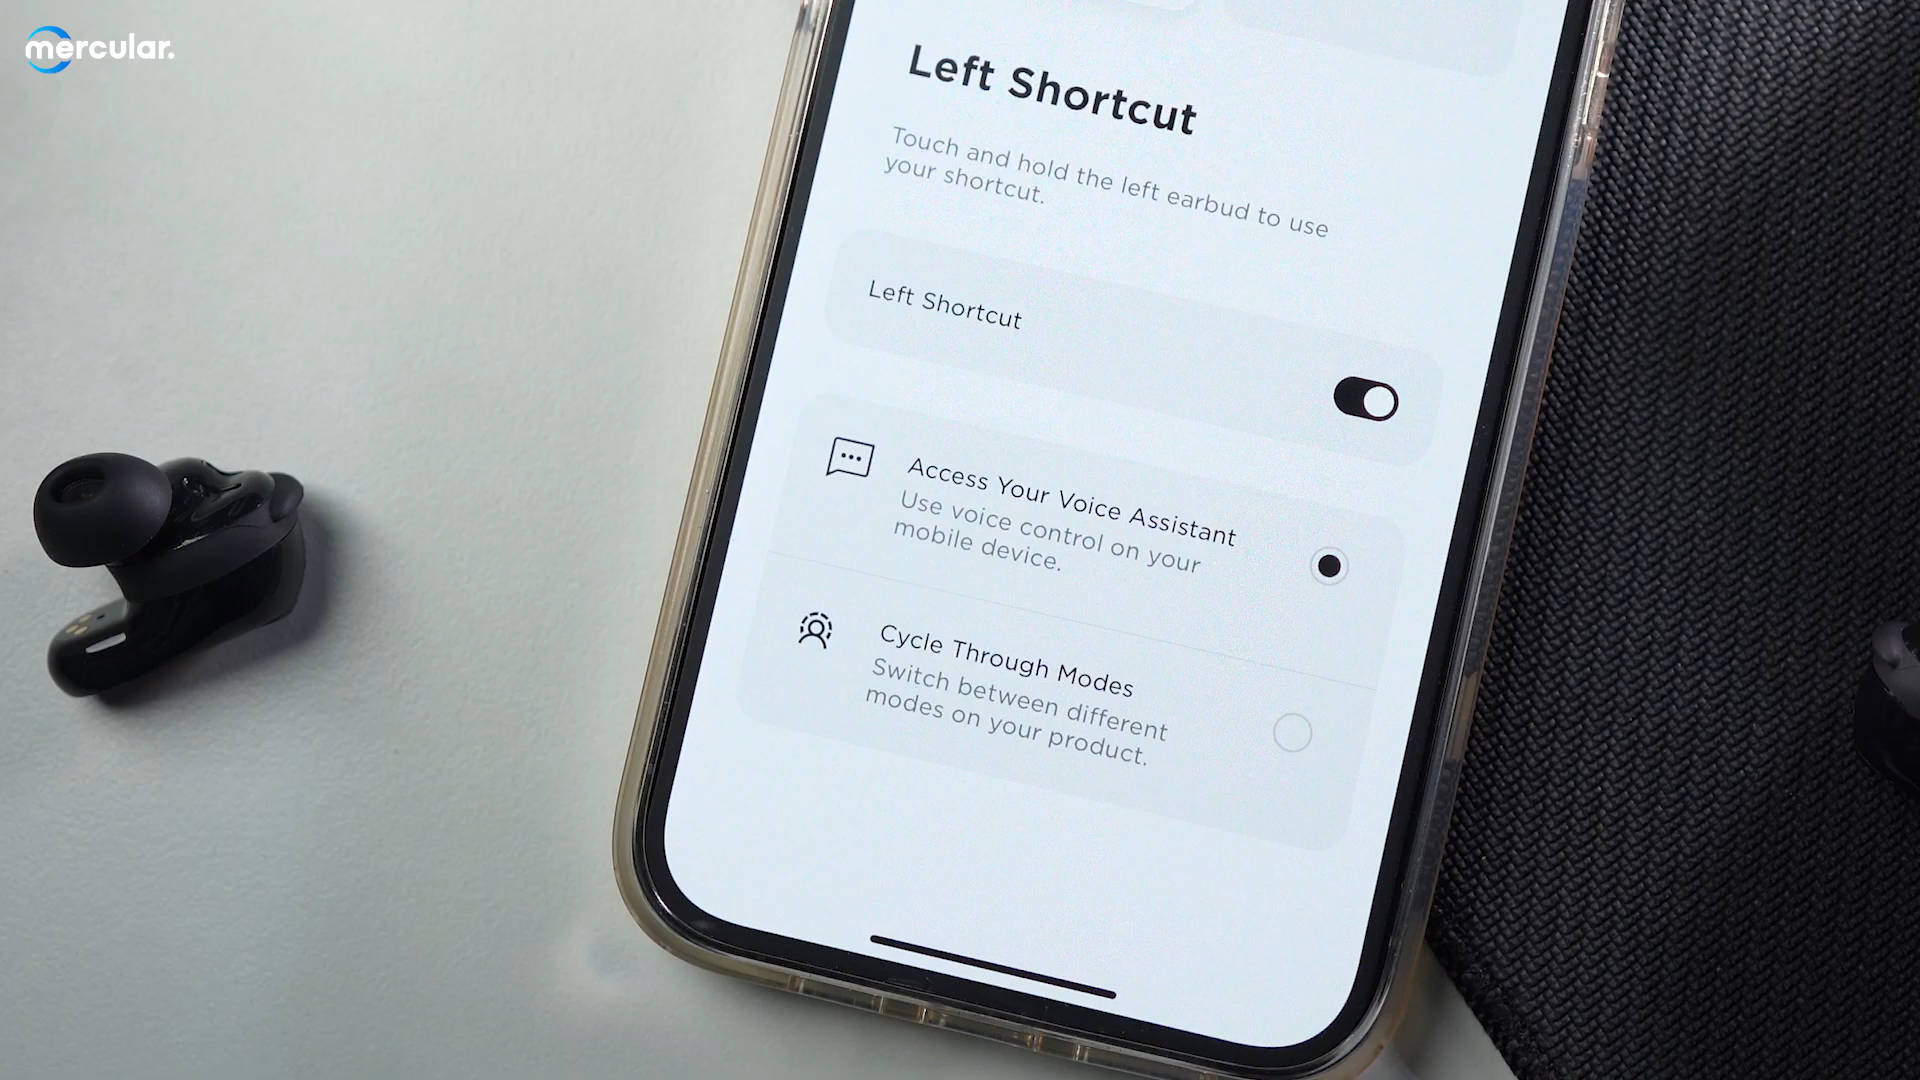 mercular.
Left Shortcut
Touch and hold the left earbud to use
your shortcut.
Left Shortcut
Access Your Voice Assistant
Use voice control on your
mobile device.
Cycle Through Modes
Switch between different
modes on your product.